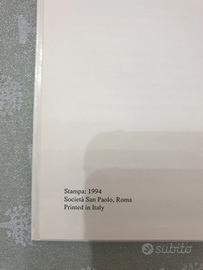 Stampa: 1994
Società San Paolo, Roma
Printed in Italy
subito